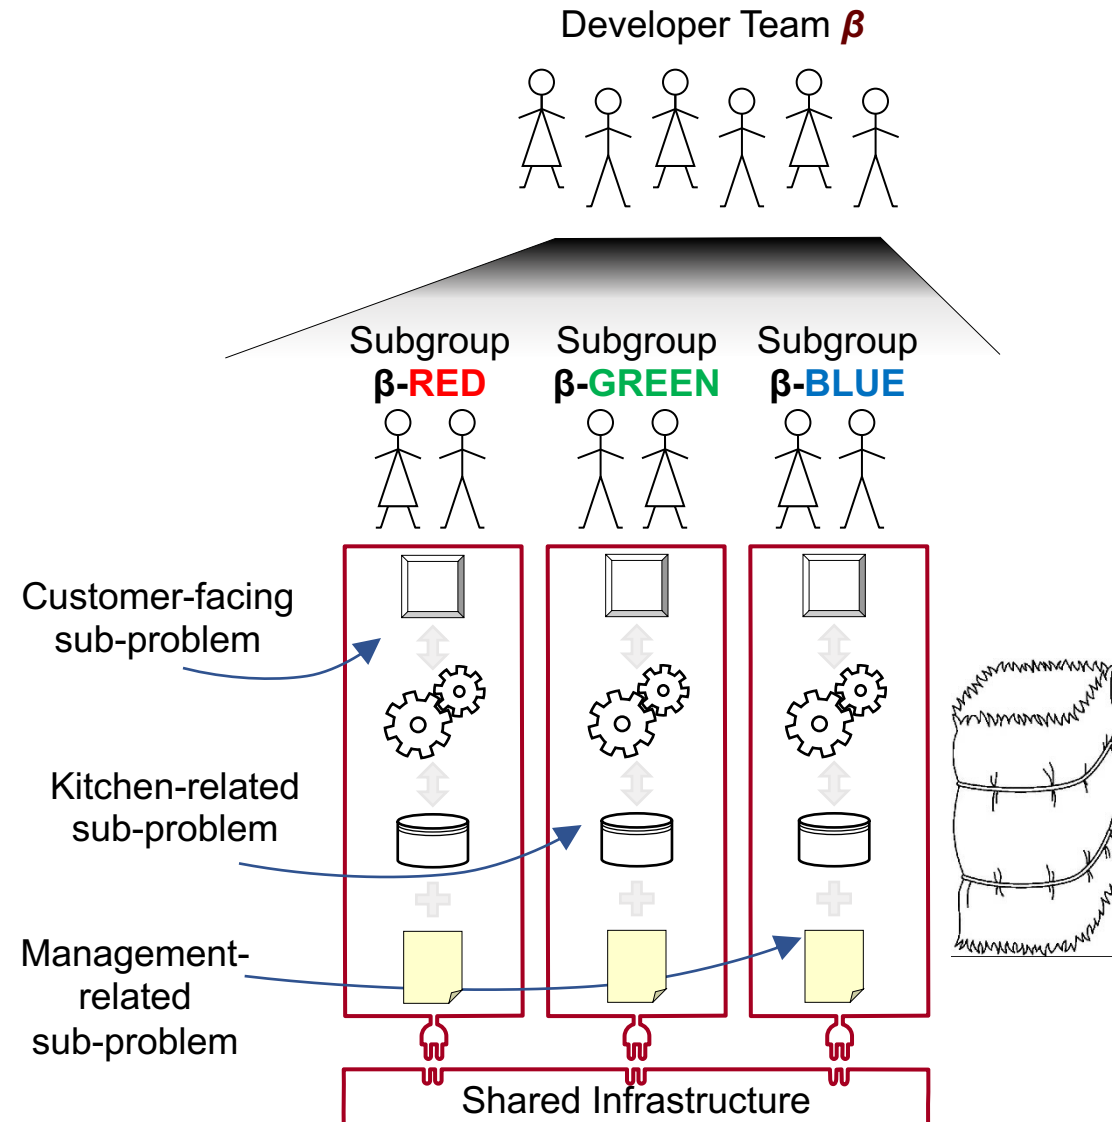 Developer Team β
Subgroup
β-RED
Subgroup
β-GREEN
Subgroup
β-BLUE
Customer-facing
sub-problem
Kitchen-related
sub-problem
Management-
related
sub-problem
Shared Infrastructure